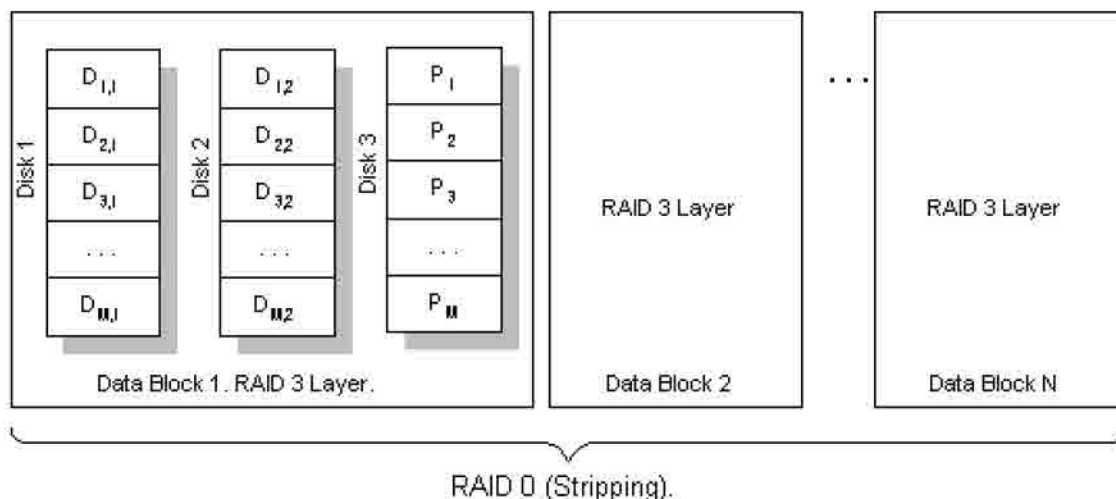 Disk 1
D1,1
D2,1
D3,1
...
DM,1
Disk 2
D1,2
D2,2
D3,2
...
DM,2
Disk 3
P1
P2
P3
...
PM
Data Block 1. RAID 3 Layer.
RAID 3 Layer
Data Block 2
...
RAID 3 Layer
Data Block N
RAID 0 (Stripping).